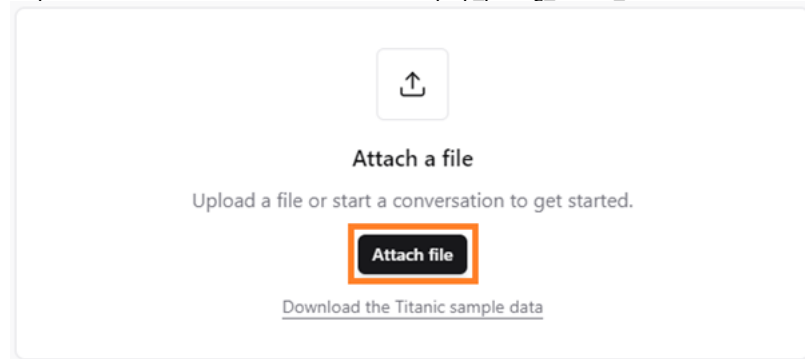 Attach a file
Upload a file or start a conversation to get started.
Attach file
Download the Titanic sample data